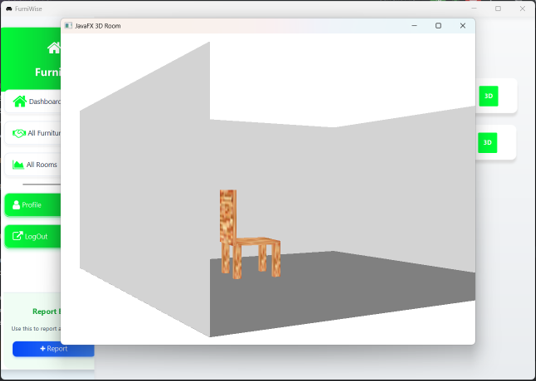 FurniWise
JavaFX 3D Room
Furni
Dashboard
All Furnitur
All Rooms
Profile
LogOut
Report
Use this to report a
+ Report
3D
3D